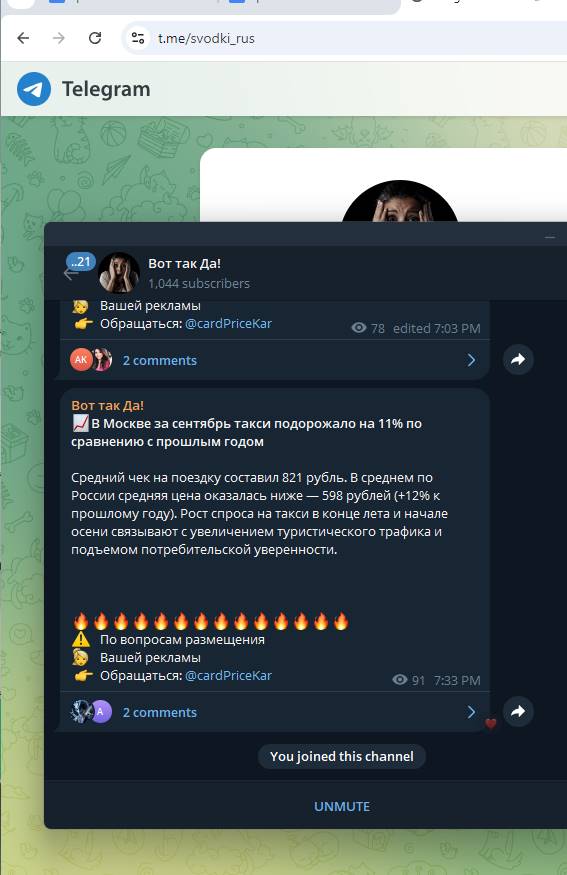 t.me/svodki_rus
Telegram
..21
Вот так Да!
1,044 subscribers
Вашей рекламы
Обращаться: @cardPriceKar
78 edited 7:03 PM
AK
2 comments
Вот так Да!
В Москве за сентябрь такси подорожало на 11% по
сравнению с прошлым годом
Средний чек на поездку составил 821 рубль. В среднем по
России средняя цена оказалась ниже — 598 рублей (+12% к
прошлому году). Рост спроса на такси в конце лета и начале
осени связывают с увеличением туристического трафика и
подъемом потребительской уверенности.
По вопросам размещения
Вашей рекламы
Обращаться: @cardPriceKar
91 7:33 PM
A
2 comments
You joined this channel
UNMUTE